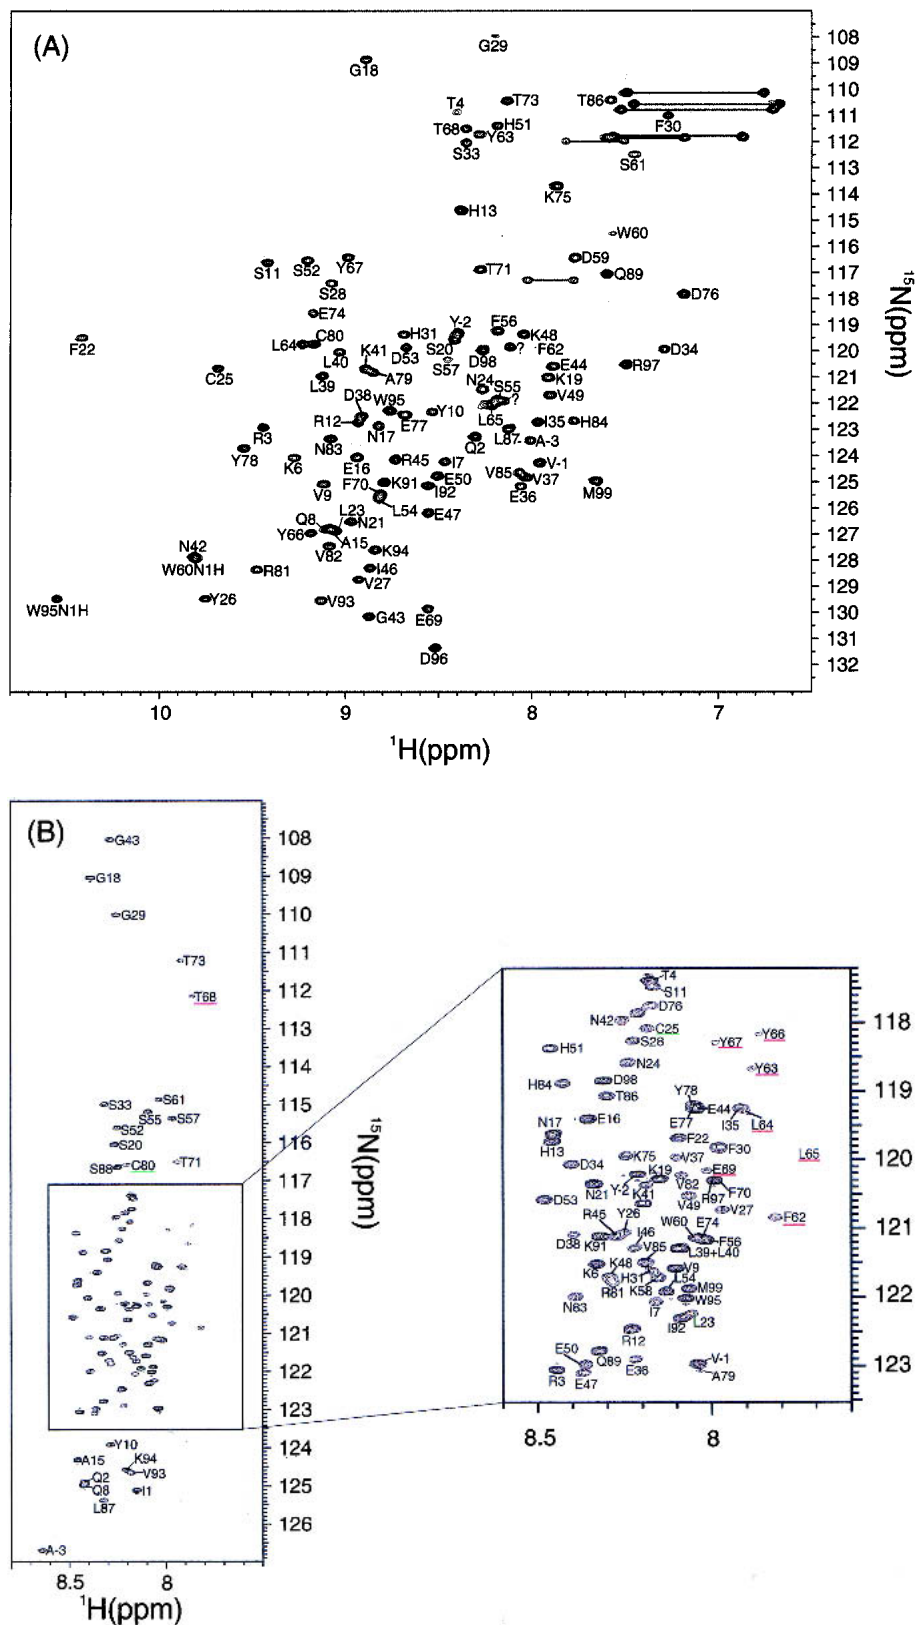 (A)
108
G29
109
G18
110
T4
T73
T86
111
T68
H51
F30
Y63
112
S33
S61
113
K75
114
H13
115
W60
116
S11
S52
Y67
T71
D59
Q89
117
S28
D76
118
E74
119
F22
L64
C80
H31
Y-2
E56
K48
L40
D53
S20
D98
?
F62
D34
120
K41
S57
E44
R97
C25
L39
A79
N24
S55
K19
121
D38
W95
?
V49
122
R12
E77
Y10
L65
I35
H84
R3
N83
N17
Q2
L87
A-3
123
Y78
K6
E16
R45
I7
V-1
124
V9
F70
K91
E50
V85
V37
I92
E36
M99
125
L54
E47
126
Q8
L23
N21
Y66
A15
127
N42
V82
K94
W60N1H
R81
I46
128
V27
W95N1H
Y26
V93
129
G43
E69
130
D96
131
132
15N(ppm)
10
9
8
7
1H(ppm)
(B)
G43
108
G18
109
G29
110
T73
111
T68
112
113
114
S33
S61
115
S55
S57
S52
S20
116
S88
C80
T71
117
118
119
120
121
122
123
Y10
124
A15
K94
V93
Q2
125
Q8
I1
L87
126
A-3
15N(ppm)
8.5
8
1H(ppm)
T4
S11
D76
N42
118
C25
Y66
S28
Y67
H51
N24
Y63
D98
H84
T86
Y78
119
E16
E44
E77
I35
L64
N17
F22
F30
H13
K75
V37
L65
120
D34
K19
E69
Y-2
V82
F70
N21
K41
R97
D53
V49
V27
R45
Y26
F62
W60
E74
121
I46
F56
D38
K91
V85
L39+L40
K6
K48
V9
H31
L54
M99
R81
K58
122
N83
I7
W95
I92
L23
R12
E50
Q89
V-1
123
R3
E47
E36
A79
8.5
8